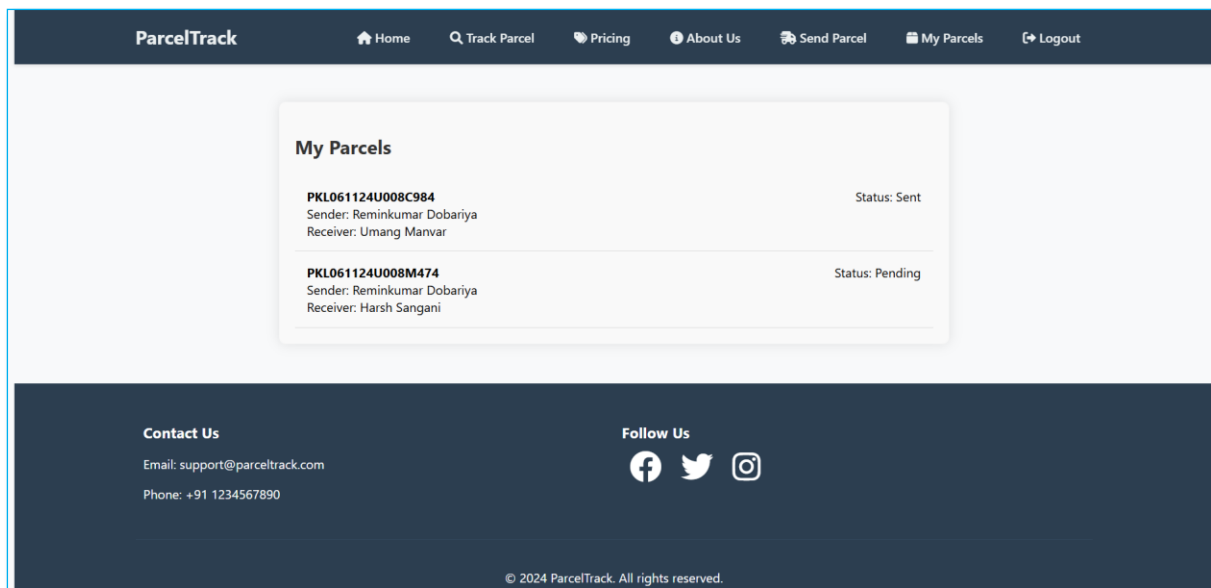 ParcelTrack
Home
Track Parcel
Pricing
About Us
Send Parcel
My Parcels
Logout
My Parcels
PKL061124U008C984
Status: Sent
Sender: Reminkumar Dobariya
Receiver: Umang Manvar
PKL061124U008M474
Status: Pending
Sender: Reminkumar Dobariya
Receiver: Harsh Sangani
Contact Us
Email: support@parceltrack.com
Phone: +91 1234567890
Follow Us
© 2024 ParcelTrack. All rights reserved.